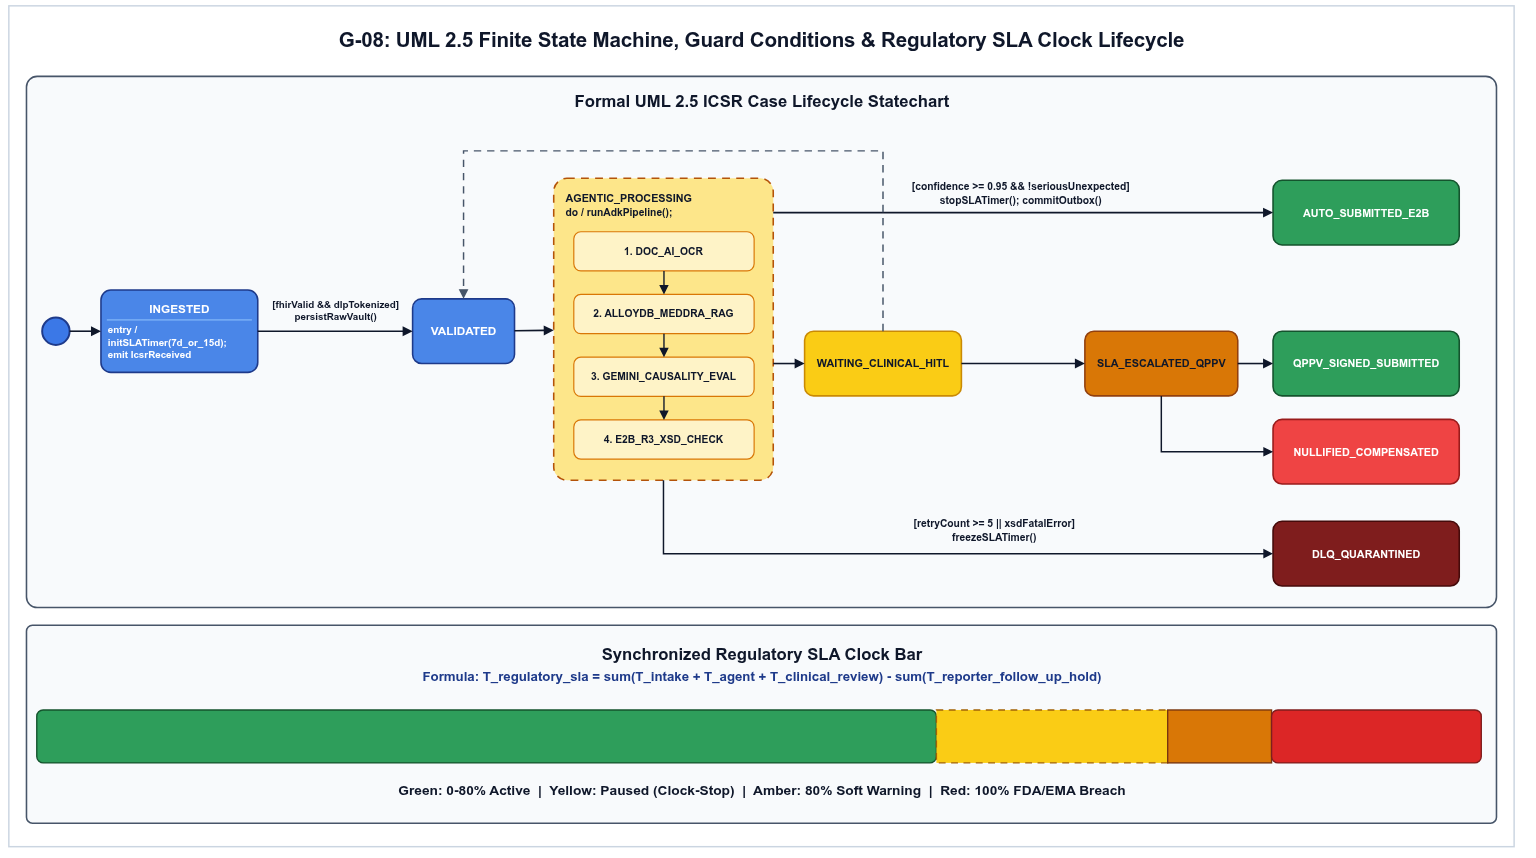 G-08: UML 2.5 Finite State Machine, Guard Conditions & Regulatory SLA Clock Lifecycle
Formal UML 2.5 ICSR Case Lifecycle Statechart
INGESTED
entry /
initSLATimer(7d_or_15d);
emit IcsrReceived
[fhirValid && dlpTokenized]
persistRawVault()
VALIDATED
AGENTIC_PROCESSING
do / runAdkPipeline();
1. DOC_AI_OCR
2. ALLOYDB_MEDDRA_RAG
3. GEMINI_CAUSALITY_EVAL
4. E2B_R3_XSD_CHECK
[confidence >= 0.95 && !seriousUnexpected]
stopSLATimer(); commitOutbox()
AUTO_SUBMITTED_E2B
WAITING_CLINICAL_HITL
SLA_ESCALATED_QPPV
QPPV_SIGNED_SUBMITTED
NULLIFIED_COMPENSATED
[retryCount >= 5 || xsdFatalError]
freezeSLATimer()
DLQ_QUARANTINED
Synchronized Regulatory SLA Clock Bar
Formula: T_regulatory_sla = sum(T_intake + T_agent + T_clinical_review) - sum(T_reporter_follow_up_hold)
Green: 0-80% Active | Yellow: Paused (Clock-Stop) | Amber: 80% Soft Warning | Red: 100% FDA/EMA Breach